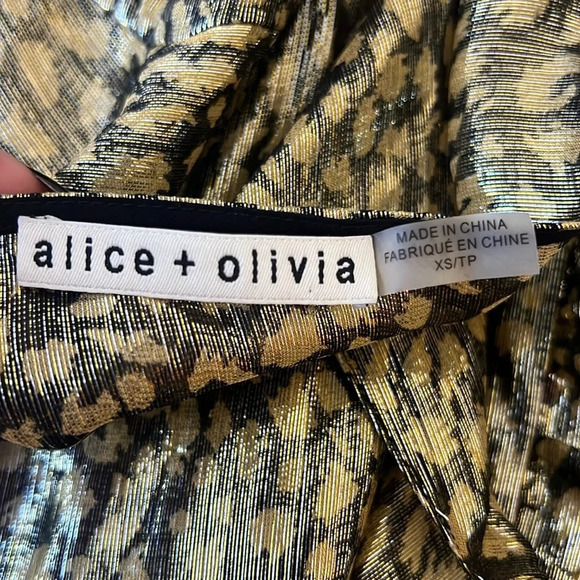 alice + olivia
MADE IN CHINA
FABRIQUÉ EN CHINE
XS/TP